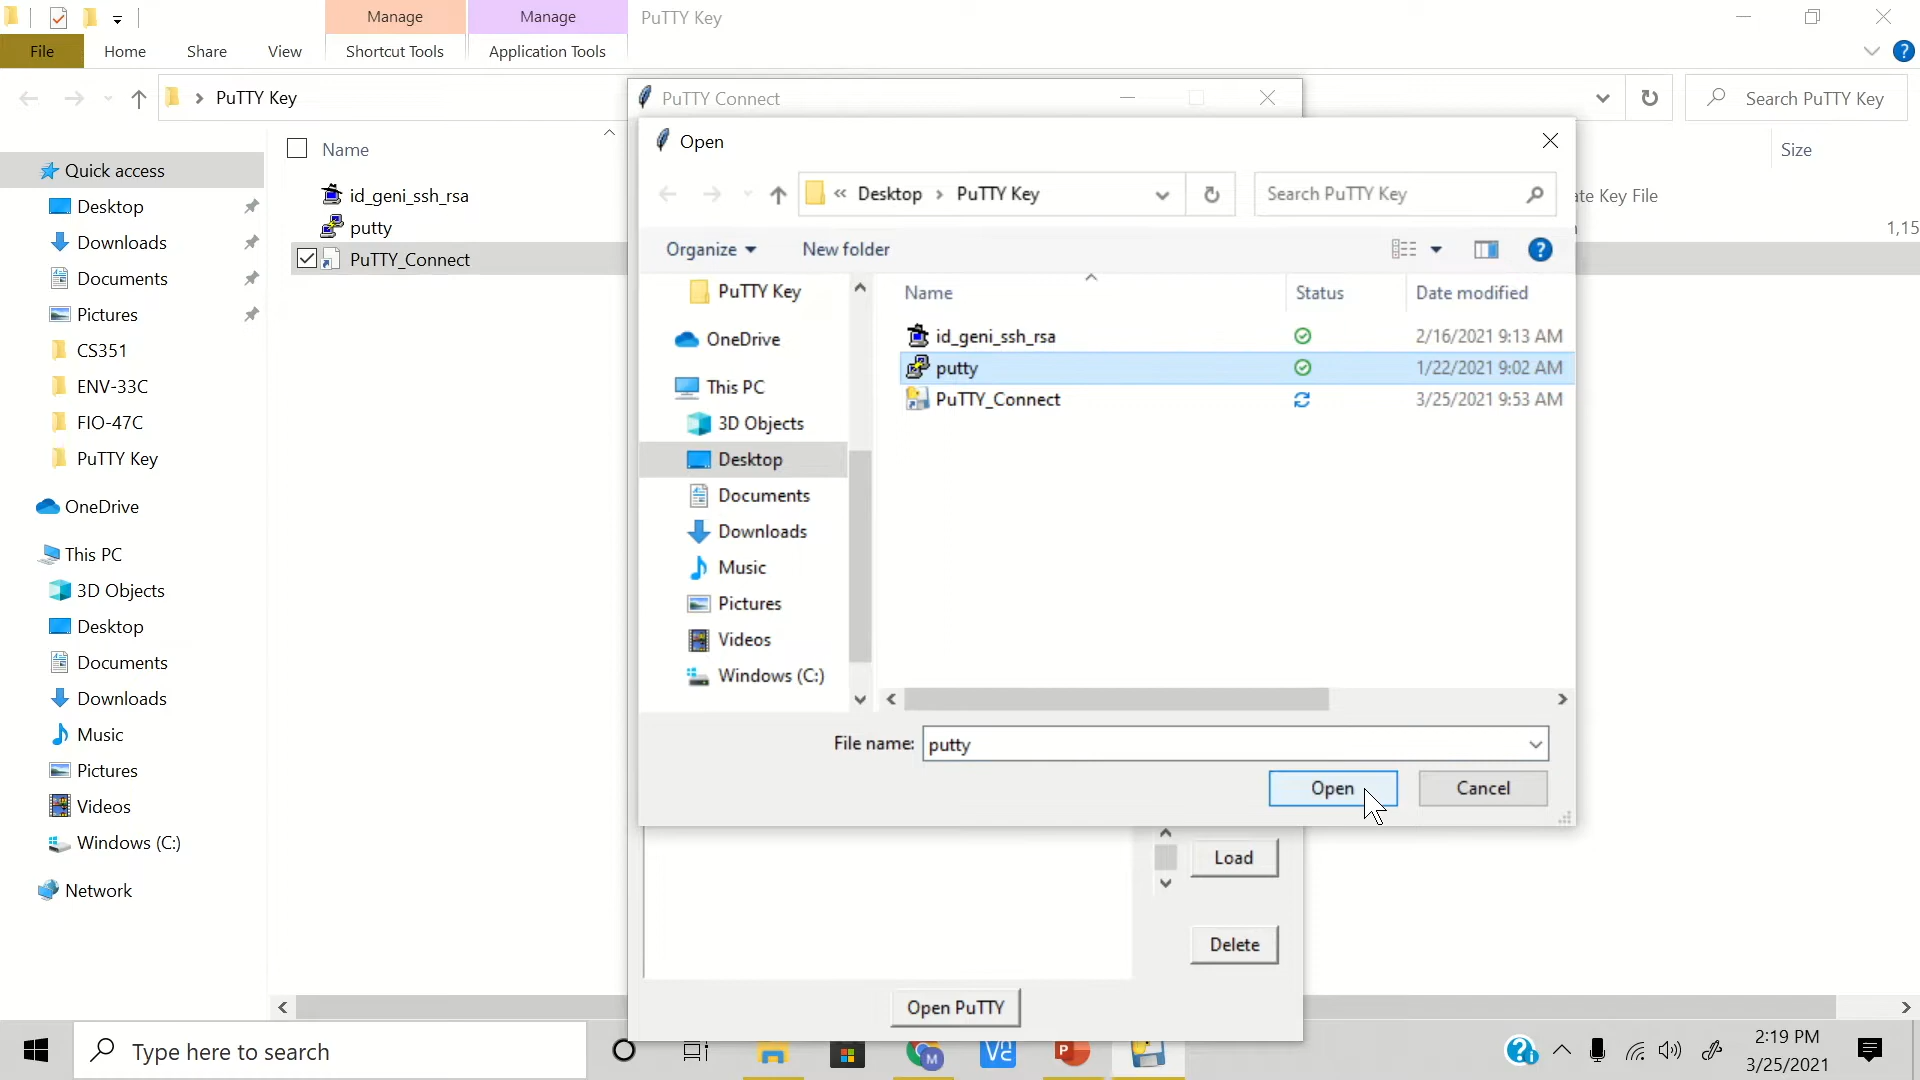 Manage
Manage
PuTTY Key
File
Home
Share
View
Shortcut Tools
Application Tools
PuTTY Key
Search PuTTY Key
Name
Size
Quick access
Desktop
Downloads
Documents
Pictures
CS351
ENV-33C
FIO-47C
PuTTY Key
OneDrive
This PC
3D Objects
Desktop
Documents
Downloads
Music
Pictures
Videos
Windows (C:)
Network
id_geni_ssh_rsa
putty
PuTTY_Connect
ate Key File
1,15
PuTTY Connect
Open
« Desktop › PuTTY Key
Search PuTTY Key
Organize
New folder
PuTTY Key
OneDrive
This PC
3D Objects
Desktop
Documents
Downloads
Music
Pictures
Videos
Windows (C:)
Name
Status
Date modified
id_geni_ssh_rsa
2/16/2021 9:13 AM
putty
1/22/2021 9:02 AM
PuTTY_Connect
3/25/2021 9:53 AM
File name:
putty
Open
Cancel
Load
Delete
Open PuTTY
Type here to search
M
P
2:19 PM
3/25/2021